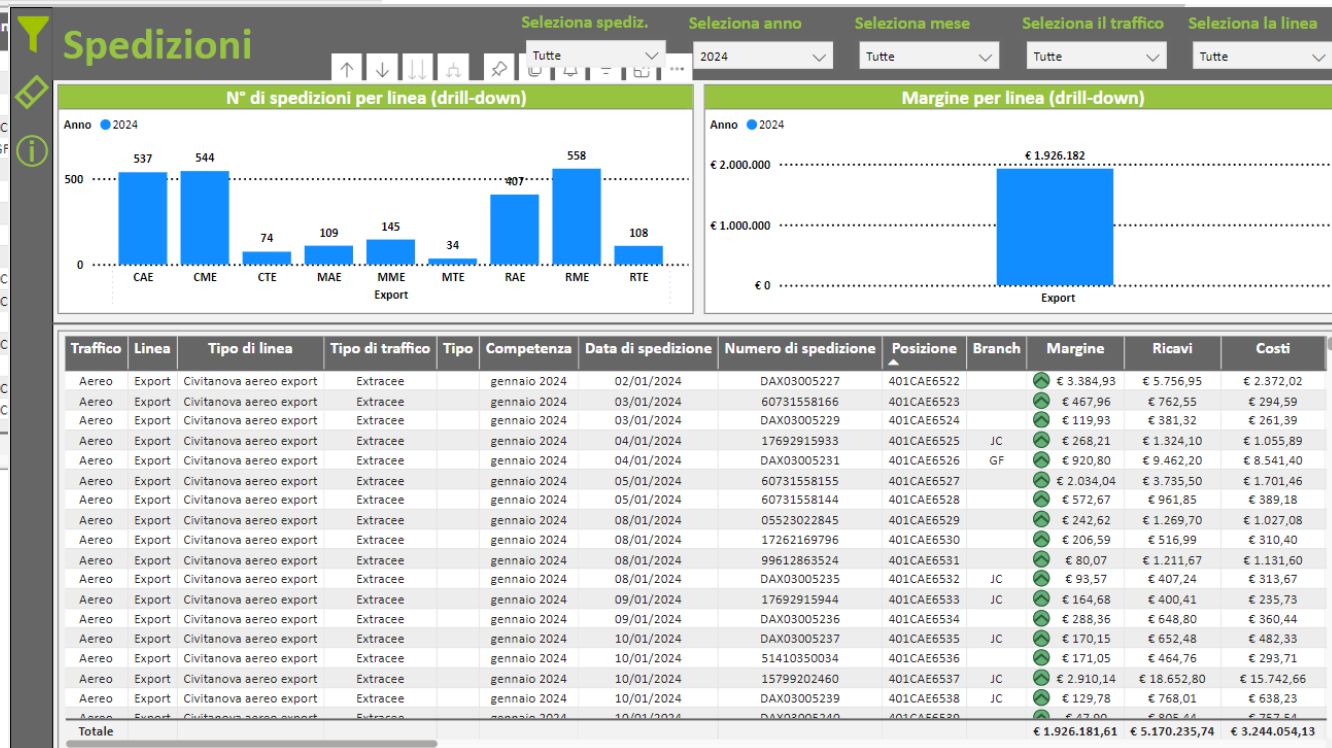 Spedizioni
Seleziona spediz. Seleziona anno Seleziona mese Seleziona il traffico Seleziona la linea
Tutte 2024 Tutte Tutte Tutte
N° di spedizioni per linea (drill-down)
Anno 2024
537 544 74 109 145 34 407 558 108
500
0
CAE CME CTE MAE MME MTE RAE RME RTE
Export
Margine per linea (drill-down)
Anno 2024
€ 1.926.182
€ 2.000.000
€ 1.000.000
€ 0
Export
Traffico Linea Tipo di linea Tipo di traffico Tipo Competenza Data di spedizione Numero di spedizione Posizione Branch Margine Ricavi Costi
Aereo Export Civitanova aereo export Extracee gennaio 2024 02/01/2024 DAX03005227 401CAE6522 € 3.384,93 € 5.756,95 € 2.372,02
Aereo Export Civitanova aereo export Extracee gennaio 2024 03/01/2024 60731558166 401CAE6523 € 467,96 € 762,55 € 294,59
Aereo Export Civitanova aereo export Extracee gennaio 2024 03/01/2024 DAX03005229 401CAE6524 € 119,93 € 381,32 € 261,39
Aereo Export Civitanova aereo export Extracee gennaio 2024 04/01/2024 17692915933 401CAE6525 JC € 268,21 € 1.324,10 € 1.055,89
Aereo Export Civitanova aereo export Extracee gennaio 2024 04/01/2024 DAX03005231 401CAE6526 GF € 920,80 € 9.462,20 € 8.541,40
Aereo Export Civitanova aereo export Extracee gennaio 2024 05/01/2024 60731558155 401CAE6527 € 2.034,04 € 3.735,50 € 1.701,46
Aereo Export Civitanova aereo export Extracee gennaio 2024 05/01/2024 60731558144 401CAE6528 € 572,67 € 961,85 € 389,18
Aereo Export Civitanova aereo export Extracee gennaio 2024 08/01/2024 05523022845 401CAE6529 € 242,62 € 1.269,70 € 1.027,08
Aereo Export Civitanova aereo export Extracee gennaio 2024 08/01/2024 17262169796 401CAE6530 € 206,59 € 516,99 € 310,40
Aereo Export Civitanova aereo export Extracee gennaio 2024 08/01/2024 99612863524 401CAE6531 € 80,07 € 1.211,67 € 1.131,60
Aereo Export Civitanova aereo export Extracee gennaio 2024 08/01/2024 DAX03005235 401CAE6532 JC € 93,57 € 407,24 € 313,67
Aereo Export Civitanova aereo export Extracee gennaio 2024 09/01/2024 17692915944 401CAE6533 JC € 164,68 € 400,41 € 235,73
Aereo Export Civitanova aereo export Extracee gennaio 2024 09/01/2024 DAX03005236 401CAE6534 € 288,36 € 648,80 € 360,44
Aereo Export Civitanova aereo export Extracee gennaio 2024 10/01/2024 DAX03005237 401CAE6535 JC € 170,15 € 652,48 € 482,33
Aereo Export Civitanova aereo export Extracee gennaio 2024 10/01/2024 51410350034 401CAE6536 € 171,05 € 464,76 € 293,71
Aereo Export Civitanova aereo export Extracee gennaio 2024 10/01/2024 15799202460 401CAE6537 JC € 2.910,14 € 18.652,80 € 15.742,66
Aereo Export Civitanova aereo export Extracee gennaio 2024 10/01/2024 DAX03005239 401CAE6538 JC € 129,78 € 768,01 € 638,23
Aereo Export Civitanova aereo export Extracee gennaio 2024 10/01/2024 DAX03005240 401CAE6539 € 47,90 € 805,44 € 757,54
Totale € 1.926.181,61 € 5.170.235,74 € 3.244.054,13